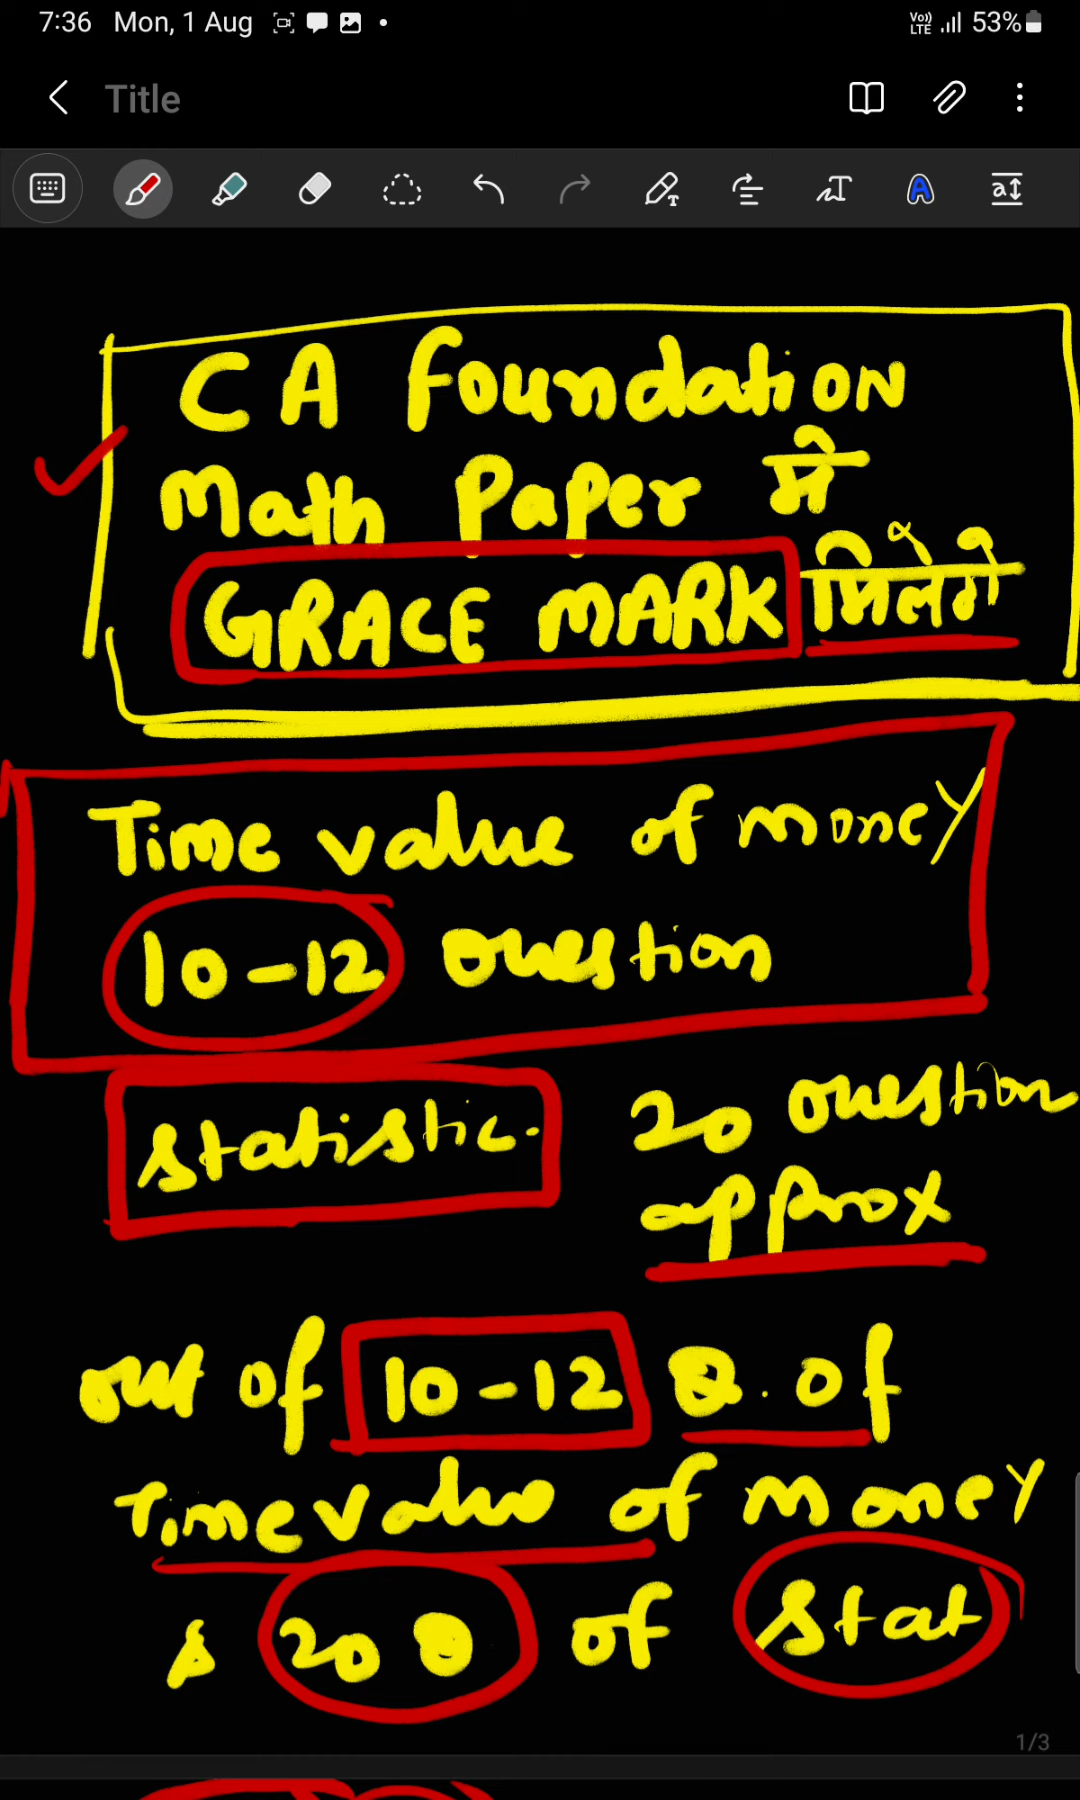 7:36 Mon, 1 Aug Vo)) LTE 53%
Title
CA Foundation
Math Paper में
GRACE MARK मिलेगे
Time value of money
10-12 Question
Statistic. 20 Question
approx
out of 10-12 Q. of
Time value of money
& 20 Q of Stat
1/3